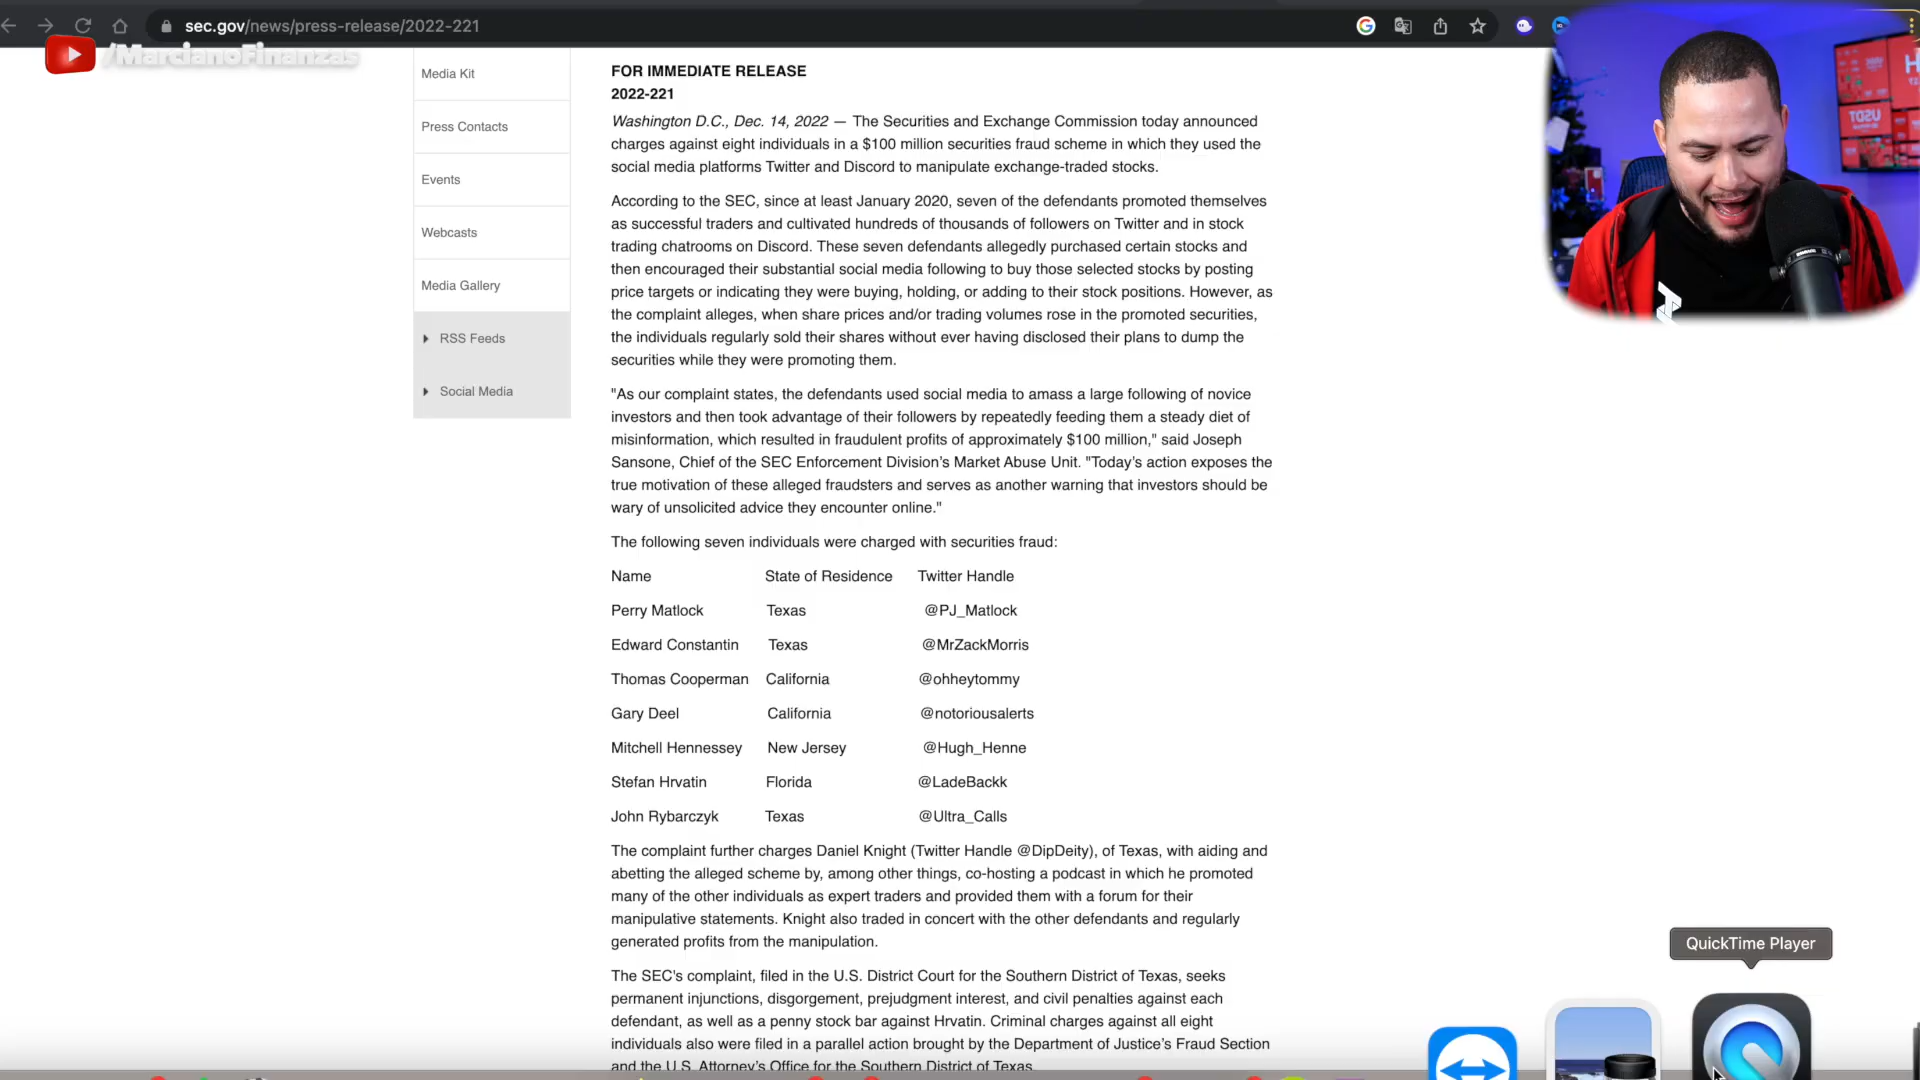 sec.gov/news/press-release/2022-221
/MarcianoFinanzas
Media Kit
Press Contacts
Events
Webcasts
Media Gallery
RSS Feeds
Social Media
FOR IMMEDIATE RELEASE
2022-221
Washington D.C., Dec. 14, 2022 — The Securities and Exchange Commission today announced
charges against eight individuals in a $100 million securities fraud scheme in which they used the
social media platforms Twitter and Discord to manipulate exchange-traded stocks.
According to the SEC, since at least January 2020, seven of the defendants promoted themselves
as successful traders and cultivated hundreds of thousands of followers on Twitter and in stock
trading chatrooms on Discord. These seven defendants allegedly purchased certain stocks and
then encouraged their substantial social media following to buy those selected stocks by posting
price targets or indicating they were buying, holding, or adding to their stock positions. However, as
the complaint alleges, when share prices and/or trading volumes rose in the promoted securities,
the individuals regularly sold their shares without ever having disclosed their plans to dump the
securities while they were promoting them.
"As our complaint states, the defendants used social media to amass a large following of novice
investors and then took advantage of their followers by repeatedly feeding them a steady diet of
misinformation, which resulted in fraudulent profits of approximately $100 million," said Joseph
Sansone, Chief of the SEC Enforcement Division's Market Abuse Unit. "Today's action exposes the
true motivation of these alleged fraudsters and serves as another warning that investors should be
wary of unsolicited advice they encounter online."
The following seven individuals were charged with securities fraud:
Name State of Residence Twitter Handle
Perry Matlock Texas @PJ_Matlock
Edward Constantin Texas @MrZackMorris
Thomas Cooperman California @ohheytommy
Gary Deel California @notoriousalerts
Mitchell Hennessey New Jersey @Hugh_Henne
Stefan Hrvatin Florida @LadeBackk
John Rybarczyk Texas @Ultra_Calls
The complaint further charges Daniel Knight (Twitter Handle @DipDeity), of Texas, with aiding and
abetting the alleged scheme by, among other things, co-hosting a podcast in which he promoted
many of the other individuals as expert traders and provided them with a forum for their
manipulative statements. Knight also traded in concert with the other defendants and regularly
generated profits from the manipulation.
The SEC's complaint, filed in the U.S. District Court for the Southern District of Texas, seeks
permanent injunctions, disgorgement, prejudgment interest, and civil penalties against each
defendant, as well as a penny stock bar against Hrvatin. Criminal charges against all eight
individuals also were filed in a parallel action brought by the Department of Justice's Fraud Section
and the U.S. Attorney's Office for the Southern District of Texas.
QuickTime Player